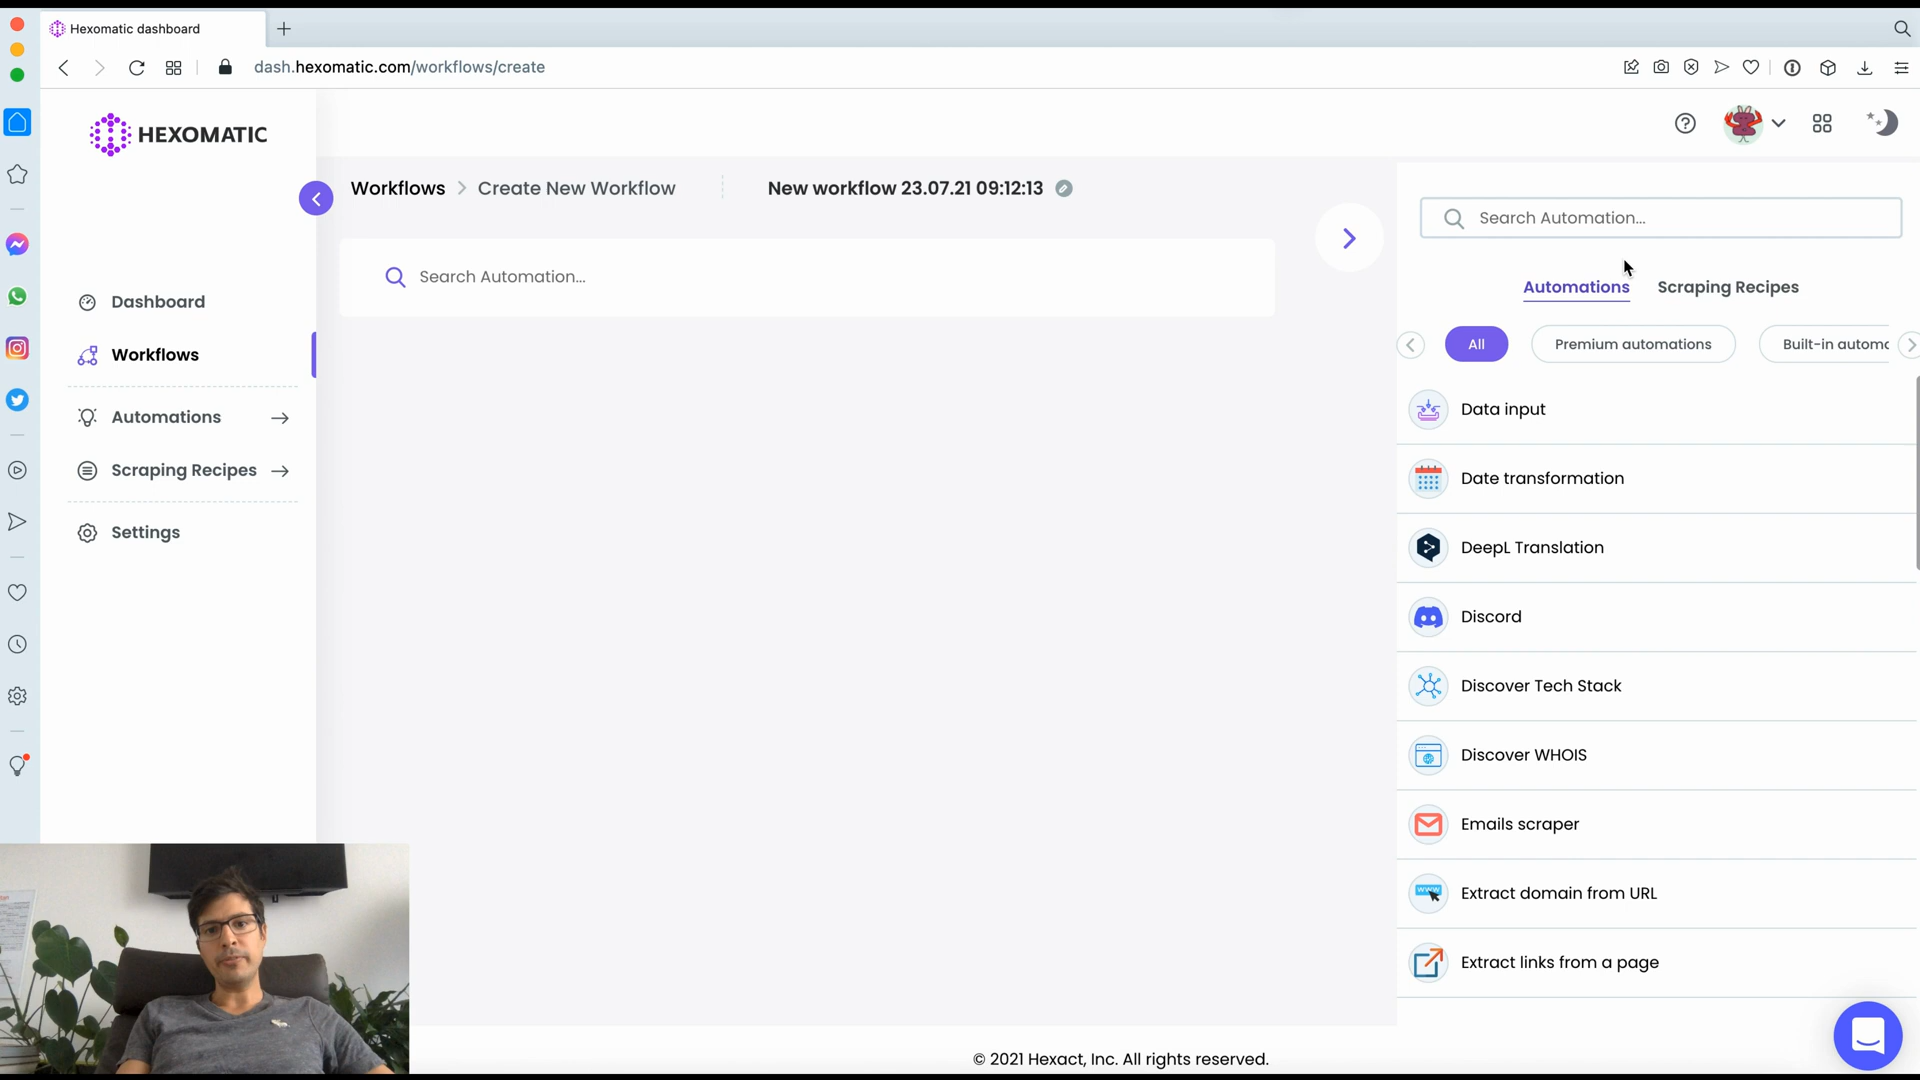 Hexomatic dashboard
dash.hexomatic.com/workflows/create
HEXOMATIC
Workflows
Create New Workflow
New workflow 23.07.21 09:12:13
Search Automation...
Search Automation...
Dashboard
Workflows
Automations
Scraping Recipes
Settings
Automations
Scraping Recipes
All
Premium automations
Built-in automa
Data input
Date transformation
DeepL Translation
Discord
Discover Tech Stack
Discover WHOIS
Emails scraper
www
Extract domain from URL
Extract links from a page
© 2021 Hexact, Inc. All rights reserved.